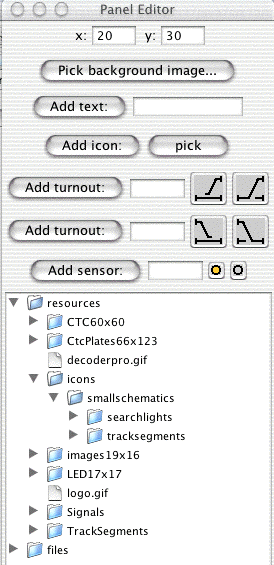 Panel Editor
x: 20 y: 30
Pick background image...
Add text:
Add icon: pick
Add turnout:
Add turnout:
Add sensor:
resources
CTC60x60
CtcPlates66x123
decoderpro.gif
icons
smallschematics
searchlights
tracksegments
images19x16
LED17x17
logo.gif
Signals
TrackSegments
files